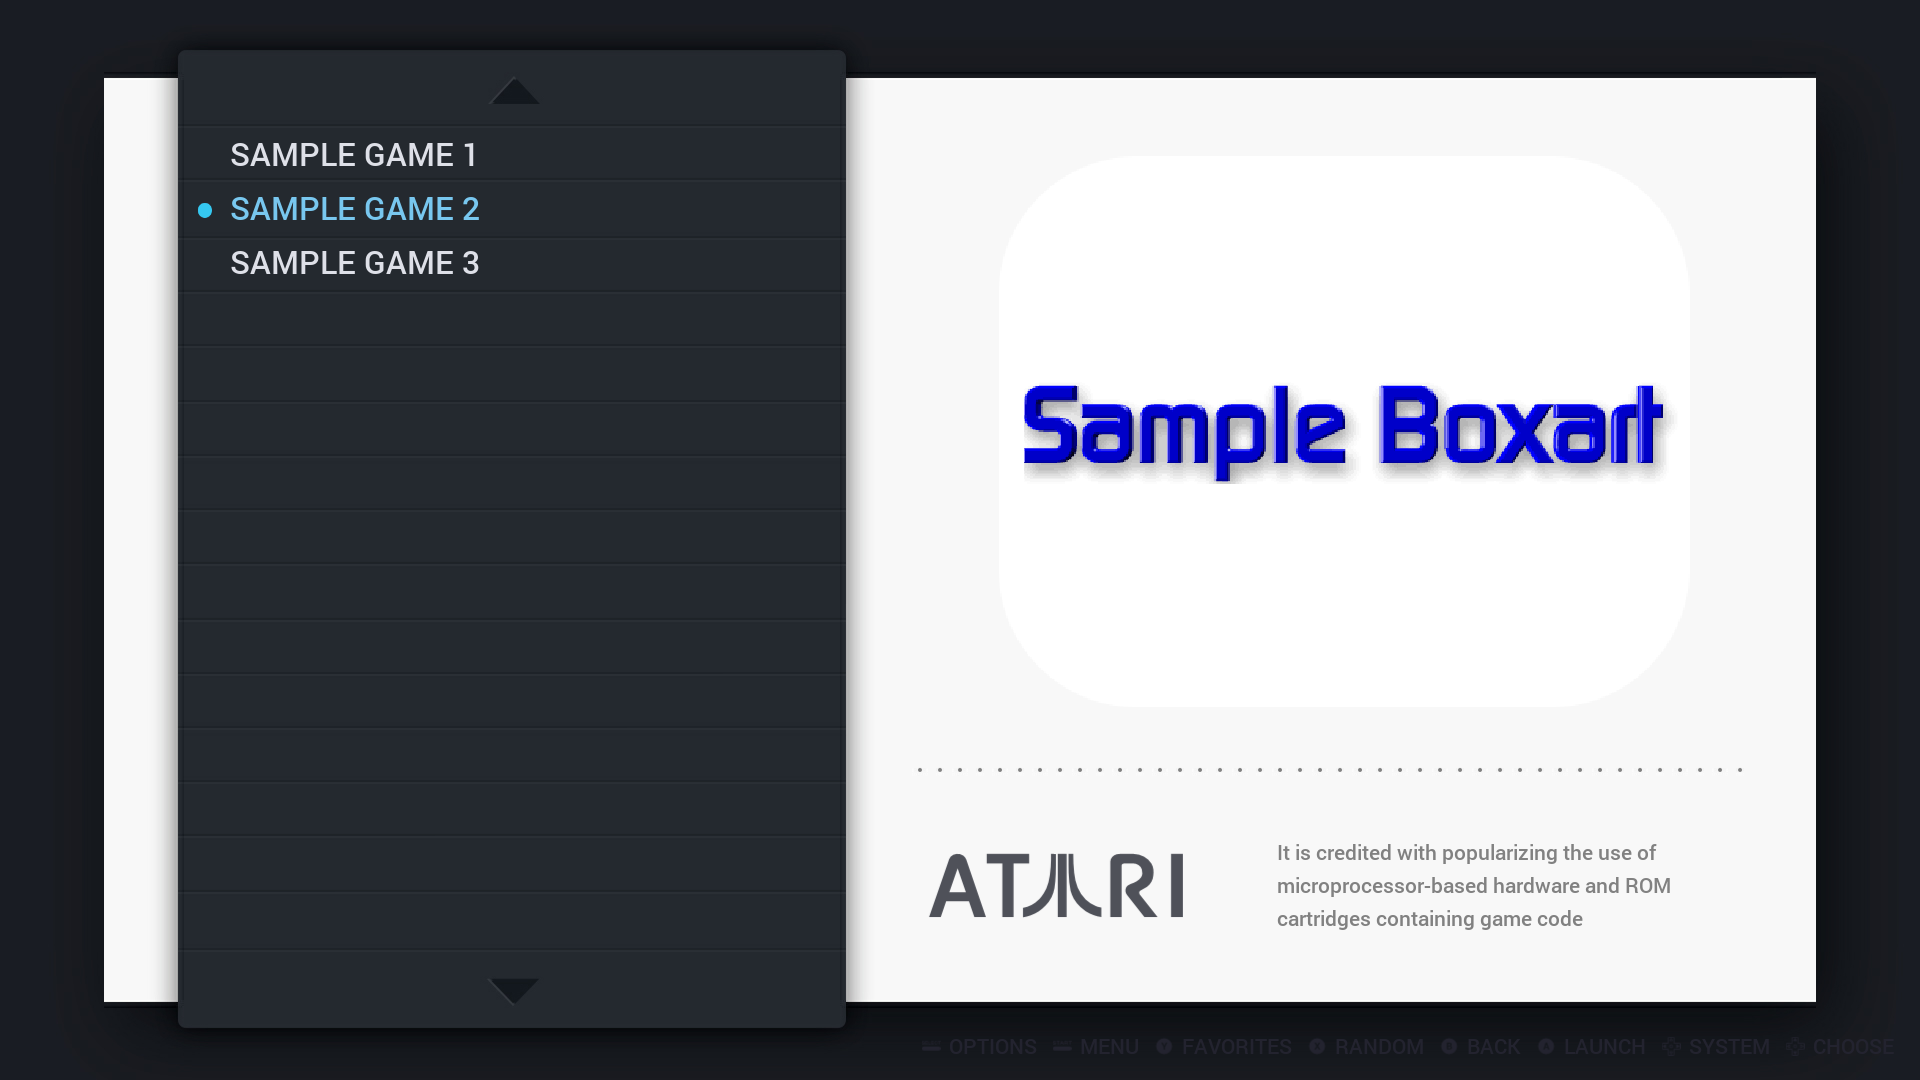 SAMPLE GAME 1
SAMPLE GAME 2
SAMPLE GAME 3
Sample Boxart
ATARI
It is credited with popularizing the use of
microprocessor-based hardware and ROM
cartridges containing game code
OPTIONS MENU FAVORITES RANDOM BACK LAUNCH SYSTEM CHOOSE